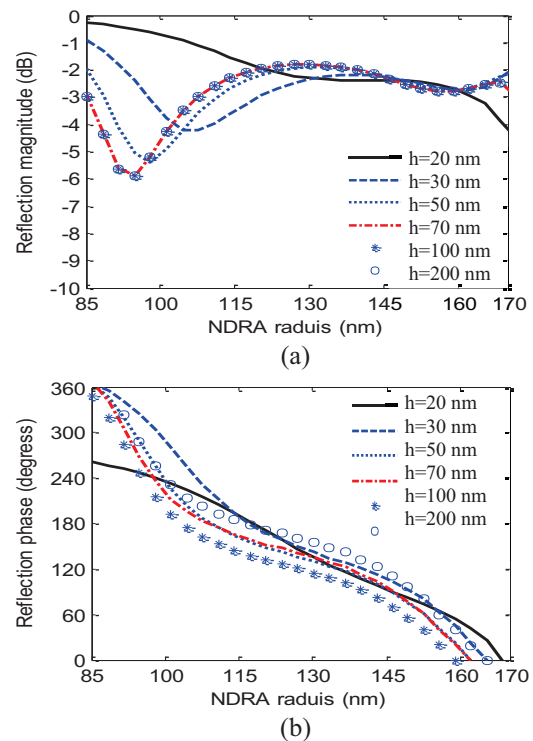 0
-1
-2
-3
-4
-5
-6
-7
-8
-9
-10
Reflection magnitude (dB)
h=20 nm
h=30 nm
h=50 nm
h=70 nm
h=100 nm
h=200 nm
85 100 115 130 145 160 170
NDRA raduis (nm)
(a)
360
300
240
180
120
60
0
Reflection phase (degress)
h=20 nm
h=30 nm
h=50 nm
h=70 nm
h=100 nm
h=200 nm
85 101 115 130 150 160 170
NDRA raduis (nm)
(b)